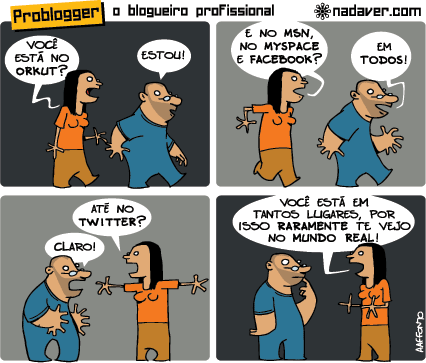 Problogger o blogueiro profissional nadaver.com
VOCÊ
ESTÁ NO
ORKUT?
ESTOU!
E NO MSN,
NO MYSPACE
E FACEBOOK?
EM
TODOS!
ATÉ NO
TWITTER?
CLARO!
VOCÊ ESTÁ EM
TANTOS LUGARES, POR
ISSO RARAMENTE TE VEJO
NO MUNDO REAL!
RAFFONSO